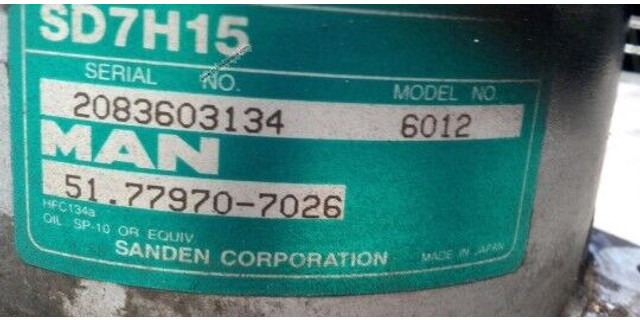 SD7H15
SERIAL NO. MODEL NO.
2083603134 6012
MAN
51.77970-7026
HFC134a
OIL SP-10 OR EQUIV
SANDEN CORPORATION MADE IN JAPAN